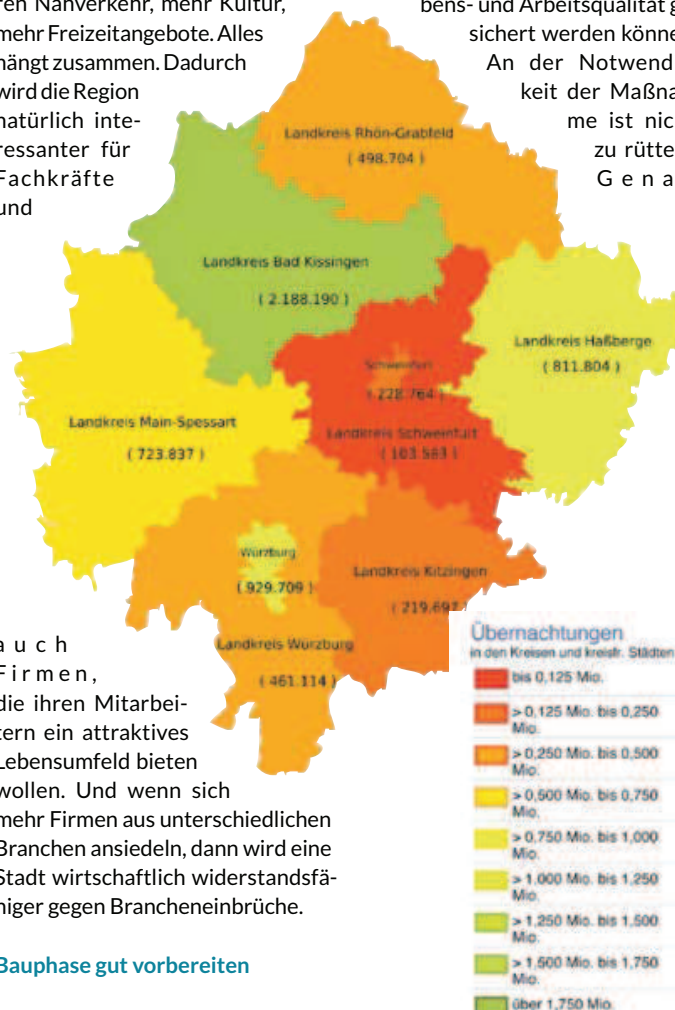 ren Nahverkehr, mehr Kultur,
mehr Freizeitangebote. Alles
hängt zusammen. Dadurch
wird die Region
natürlich inte-
ressanter für
Fachkräfte
und
auch
Firmen,
die ihren Mitarbei-
tern ein attraktives
Lebensumfeld bieten
wollen. Und wenn sich
mehr Firmen aus unterschiedlichen
Branchen ansiedeln, dann wird eine
Stadt wirtschaftlich widerstandsfä-
higer gegen Brancheneinbrüche.
Bauphase gut vorbereiten
bens- und Arbeitsqualität g
sichert werden könne
An der Notwend
keit der Maßna
me ist nic
zu rütte
Gena
Landkreis Rhön-Grabfeld
( 498.704 )
Landkreis Bad Kissingen
( 2.188.190 )
Landkreis Haßberge
( 811.804 )
Schweinfurt
( 228.764 )
Landkreis Schweinfurt
( 103.583 )
Landkreis Main-Spessart
( 723.837 )
Würzburg
( 929.709 )
Landkreis Kitzingen
( 219.697
Landkreis Würzburg
( 461.114 )
Übernachtungen
in den Kreisen und kreisfr. Städten
bis 0,125 Mio.
> 0,125 Mio. bis 0,250
Mio.
> 0,250 Mio. bis 0,500
Mio.
> 0,500 Mio. bis 0,750
Mio.
> 0,750 Mio. bis 1,000
Mio.
> 1,000 Mio. bis 1,250
Mio.
> 1,250 Mio. bis 1,500
Mio.
> 1,500 Mio. bis 1,750
Mio.
über 1,750 Mio.